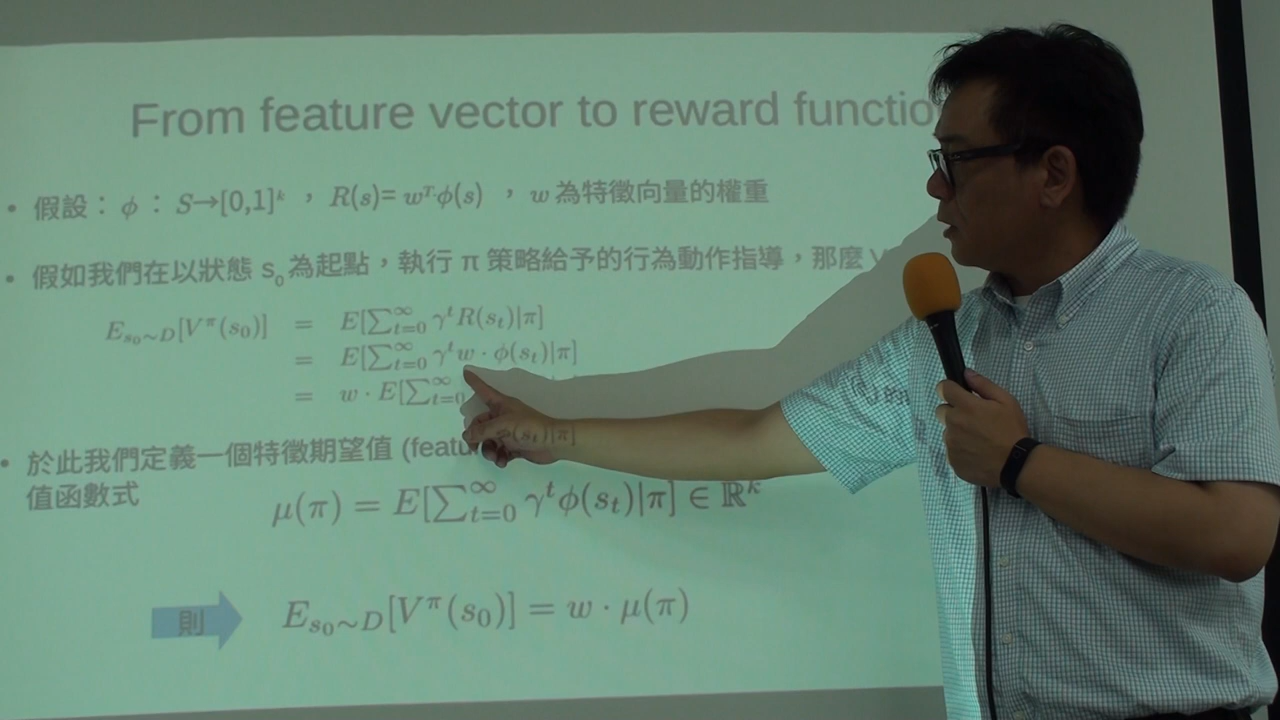 From feature vector to reward functio
• 假設：ϕ：S→[0,1]ᵏ ，R(s)= wᵀ·ϕ(s) ，w 為特徵向量的權重
• 假如我們在以狀態 s₀ 為起點，執行 π 策略給予的行為動作指導，那麼 V
E_{s₀∼D}[V^π(s₀)] = E[∑_{t=0}^∞ γᵗR(sₜ)|π]
= E[∑_{t=0}^∞ γᵗw · ϕ(sₜ)|π]
= w · E[∑_{t=0}^∞
• 於此我們定義一個特徵期望值 (featu
值函數式
μ(π) = E[∑_{t=0}^∞ γᵗϕ(sₜ)|π] ∈ ℝᵏ
則 E_{s₀∼D}[V^π(s₀)] = w · μ(π)